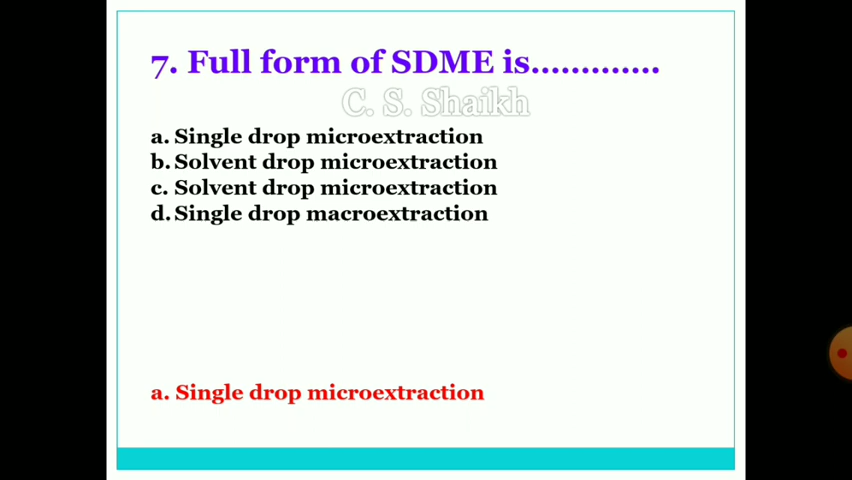 7. Full form of SDME is.............
C. S. Shaikh
a. Single drop microextraction
b. Solvent drop microextraction
c. Solvent drop microextraction
d. Single drop macroextraction
a. Single drop microextraction